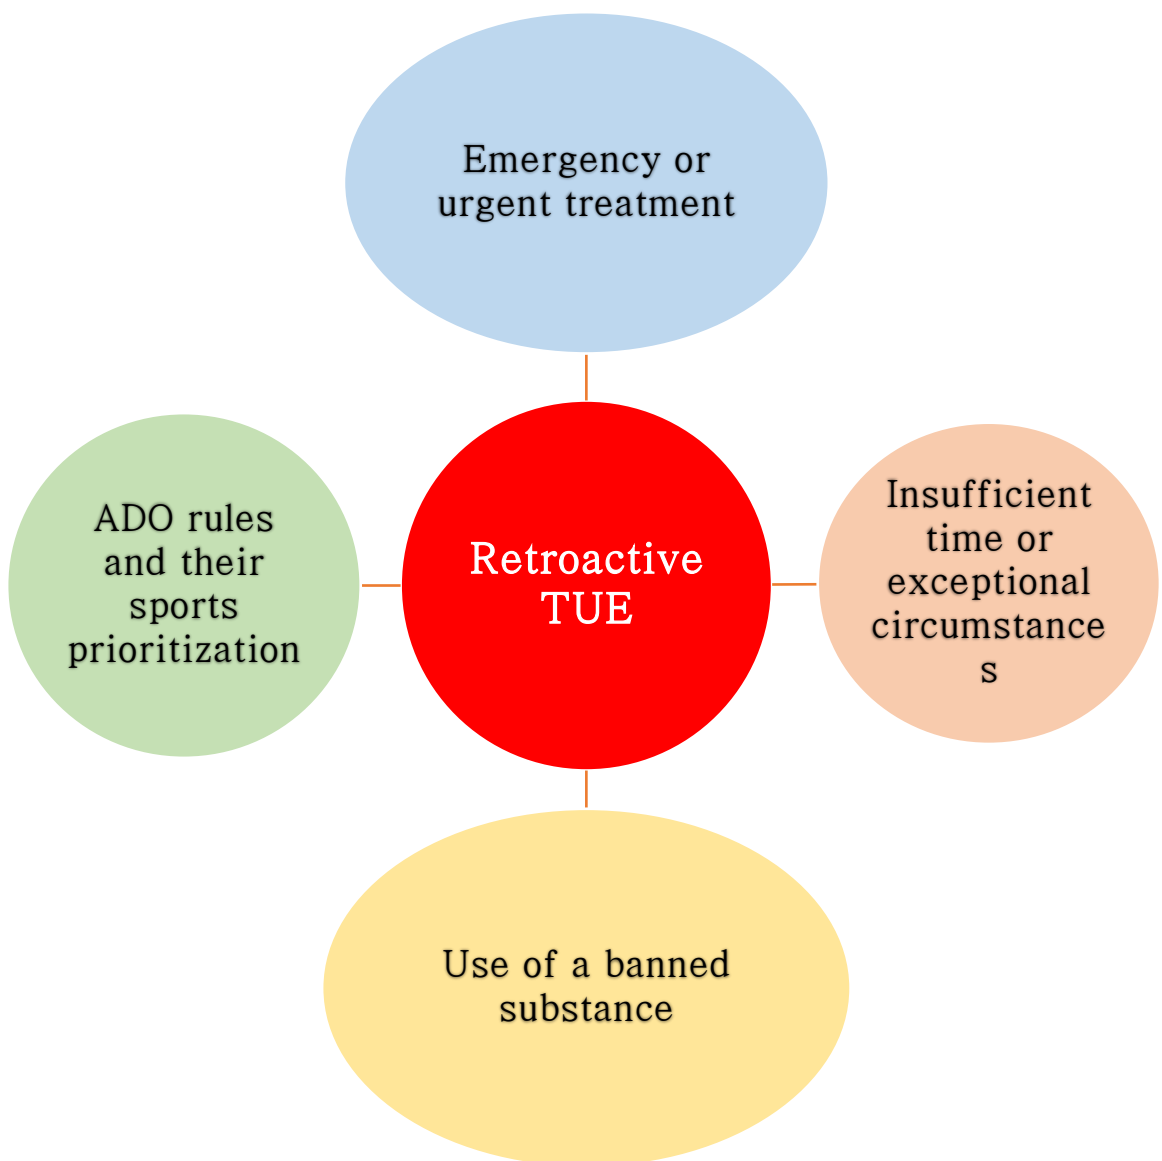 Emergency or
urgent treatment
ADO rules
and their
sports
prioritization
Retroactive
TUE
Insufficient
time or
exceptional
circumstance
s
Use of a banned
substance